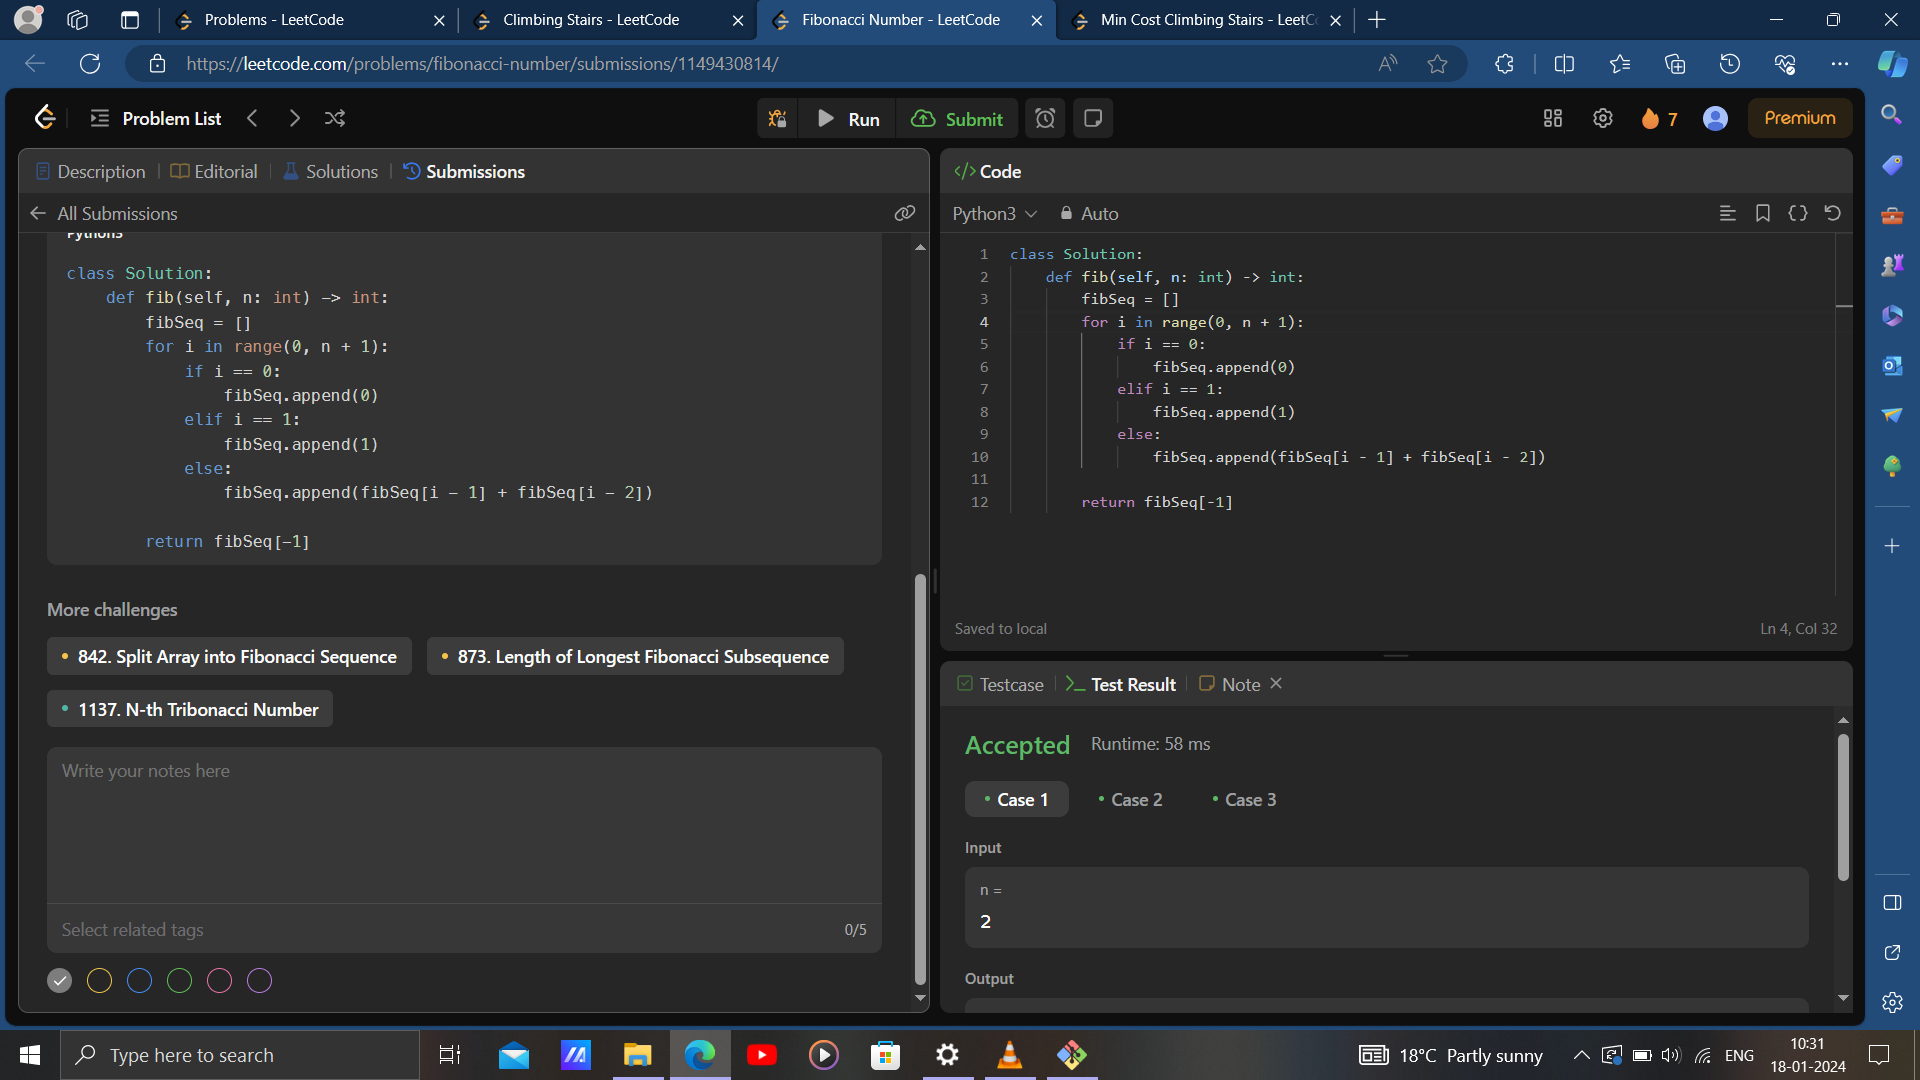 Problems - LeetCode
Climbing Stairs - LeetCode
Fibonacci Number - LeetCode
Min Cost Climbing Stairs - LeetC
https://leetcode.com/problems/fibonacci-number/submissions/1149430814/
Problem List
Run
Submit
7
Premium
Description
Editorial
Solutions
Submissions
All Submissions
Python3
class Solution:
def fib(self, n: int) -> int:
fibSeq = []
for i in range(0, n + 1):
if i == 0:
fibSeq.append(0)
elif i == 1:
fibSeq.append(1)
else:
fibSeq.append(fibSeq[i - 1] + fibSeq[i - 2])
return fibSeq[-1]
More challenges
842. Split Array into Fibonacci Sequence
873. Length of Longest Fibonacci Subsequence
1137. N-th Tribonacci Number
Write your notes here
Select related tags
0/5
</> Code
Python3
Auto
1 class Solution:
2 def fib(self, n: int) -> int:
3 fibSeq = []
4 for i in range(0, n + 1):
5 if i == 0:
6 fibSeq.append(0)
7 elif i == 1:
8 fibSeq.append(1)
9 else:
10 fibSeq.append(fibSeq[i - 1] + fibSeq[i - 2])
11
12 return fibSeq[-1]
Saved to local
Ln 4, Col 32
Testcase
Test Result
Note
Accepted
Runtime: 58 ms
Case 1
Case 2
Case 3
Input
n =
2
Output
Type here to search
18°C Partly sunny
ENG
10:31
18-01-2024